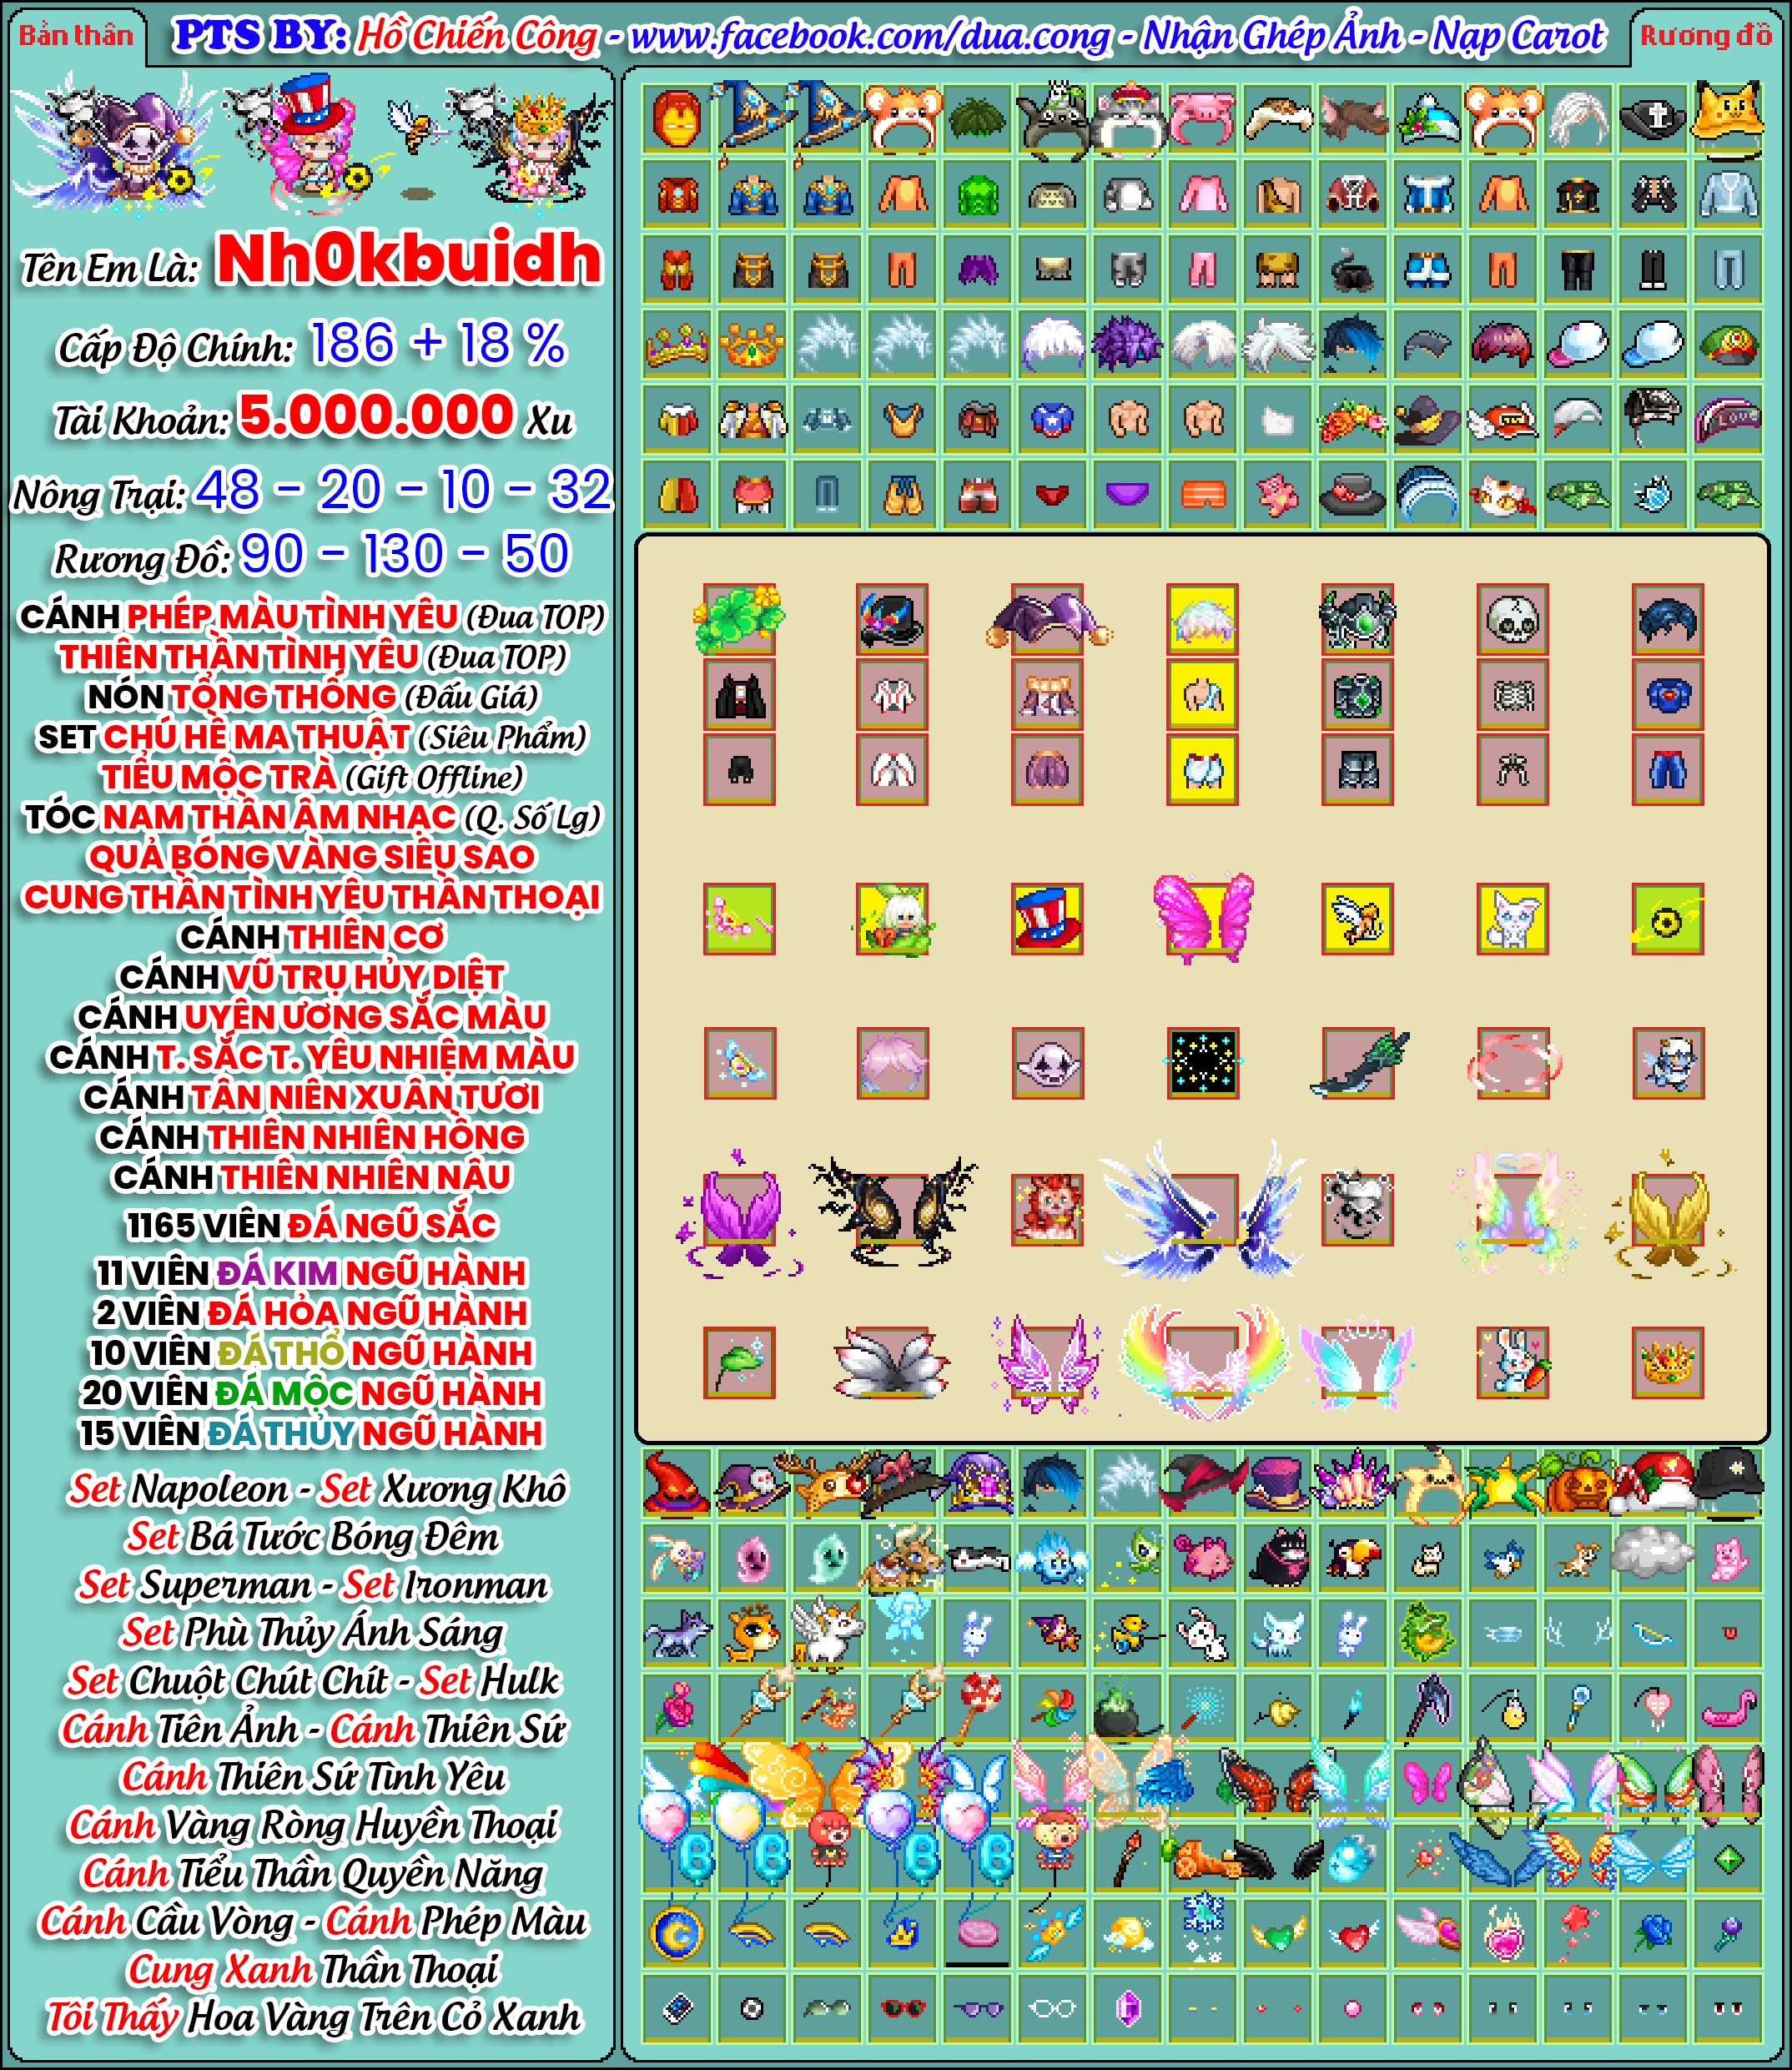 Bản thân
PTS BY: Hồ Chiến Công - www.facebook.com/dua.cong - Nhận Ghép Ảnh - Nạp Carot
Rương đồ
Tên Em Là: Nh0kbuidh
Cấp Độ Chính: 186 + 18 %
Tài Khoản: 5.000.000 Xu
Nông Trại: 48 - 20 - 10 - 32
Rương Đồ: 90 - 130 - 50
CÁNH PHÉP MÀU TÌNH YÊU (Đua TOP)
THIÊN THẦN TÌNH YÊU (Đua TOP)
NÓN TỔNG THỐNG (Đấu Giá)
SET CHÚ HỀ MA THUẬT (Siêu Phẩm)
TIỂU MỘC TRÀ (Gift Offline)
TÓC NAM THẦN ÂM NHẠC (Q. Số Lg)
QUẢ BÓNG VÀNG SIÊU SAO
CUNG THẦN TÌNH YÊU THẦN THOẠI
CÁNH THIÊN CƠ
CÁNH VŨ TRỤ HỦY DIỆT
CÁNH UYÊN ƯƠNG SẮC MÀU
CÁNH T. SẮC T. YÊU NHIỆM MÀU
CÁNH TÂN NIÊN XUÂN TƯƠI
CÁNH THIÊN NHIÊN HỒNG
CÁNH THIÊN NHIÊN NÂU
1165 VIÊN ĐÁ NGŨ SẮC
11 VIÊN ĐÁ KIM NGŨ HÀNH
2 VIÊN ĐÁ HỎA NGŨ HÀNH
10 VIÊN ĐÁ THỔ NGŨ HÀNH
20 VIÊN ĐÁ MỘC NGŨ HÀNH
15 VIÊN ĐÁ THỦY NGŨ HÀNH
Set Napoleon - Set Xương Khô
Set Bá Tước Bóng Đêm
Set Superman - Set Ironman
Set Phù Thủy Ánh Sáng
Set Chuột Chút Chít - Set Hulk
Cánh Tiên Ảnh - Cánh Thiên Sứ
Cánh Thiên Sứ Tình Yêu
Cánh Vàng Ròng Huyền Thoại
Cánh Tiểu Thần Quyền Năng
Cánh Cầu Vòng - Cánh Phép Màu
Cung Xanh Thần Thoại
Tôi Thấy Hoa Vàng Trên Cỏ Xanh